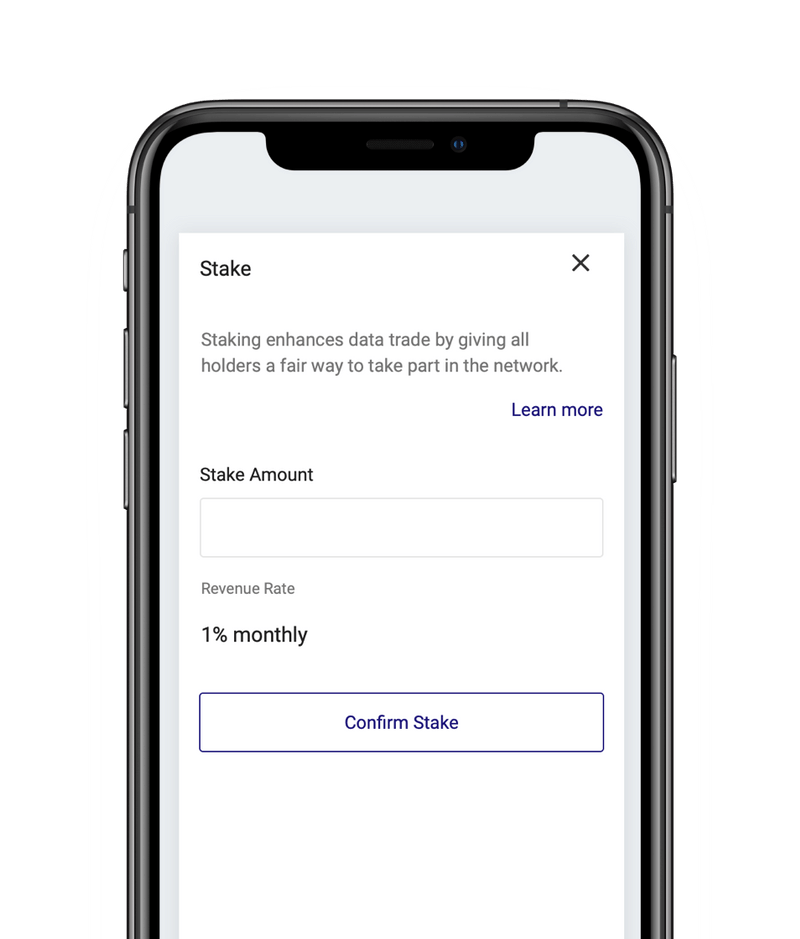 Stake
Staking enhances data trade by giving all
holders a fair way to take part in the network.
Learn more
Stake Amount
Revenue Rate
1% monthly
Confirm Stake